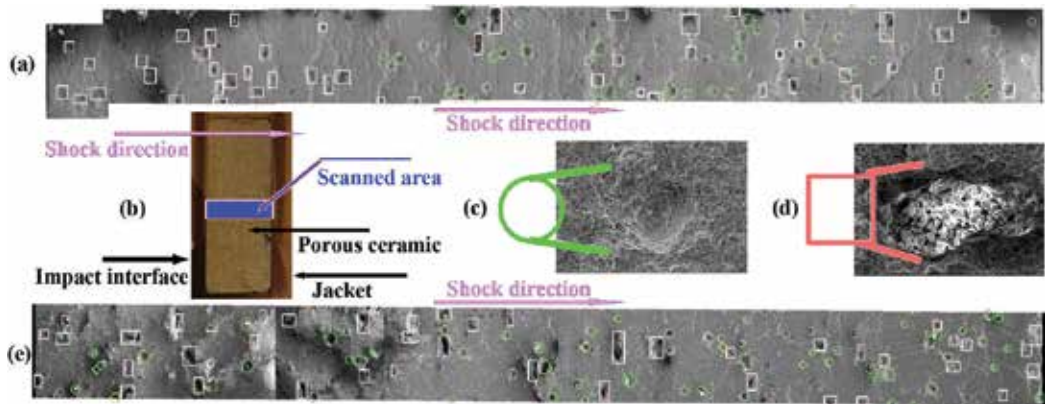 (a)
Shock direction
Shock direction
Scanned area
(b)
(c)
(d)
Porous ceramic
Impact interface
Jacket
Shock direction
(e)